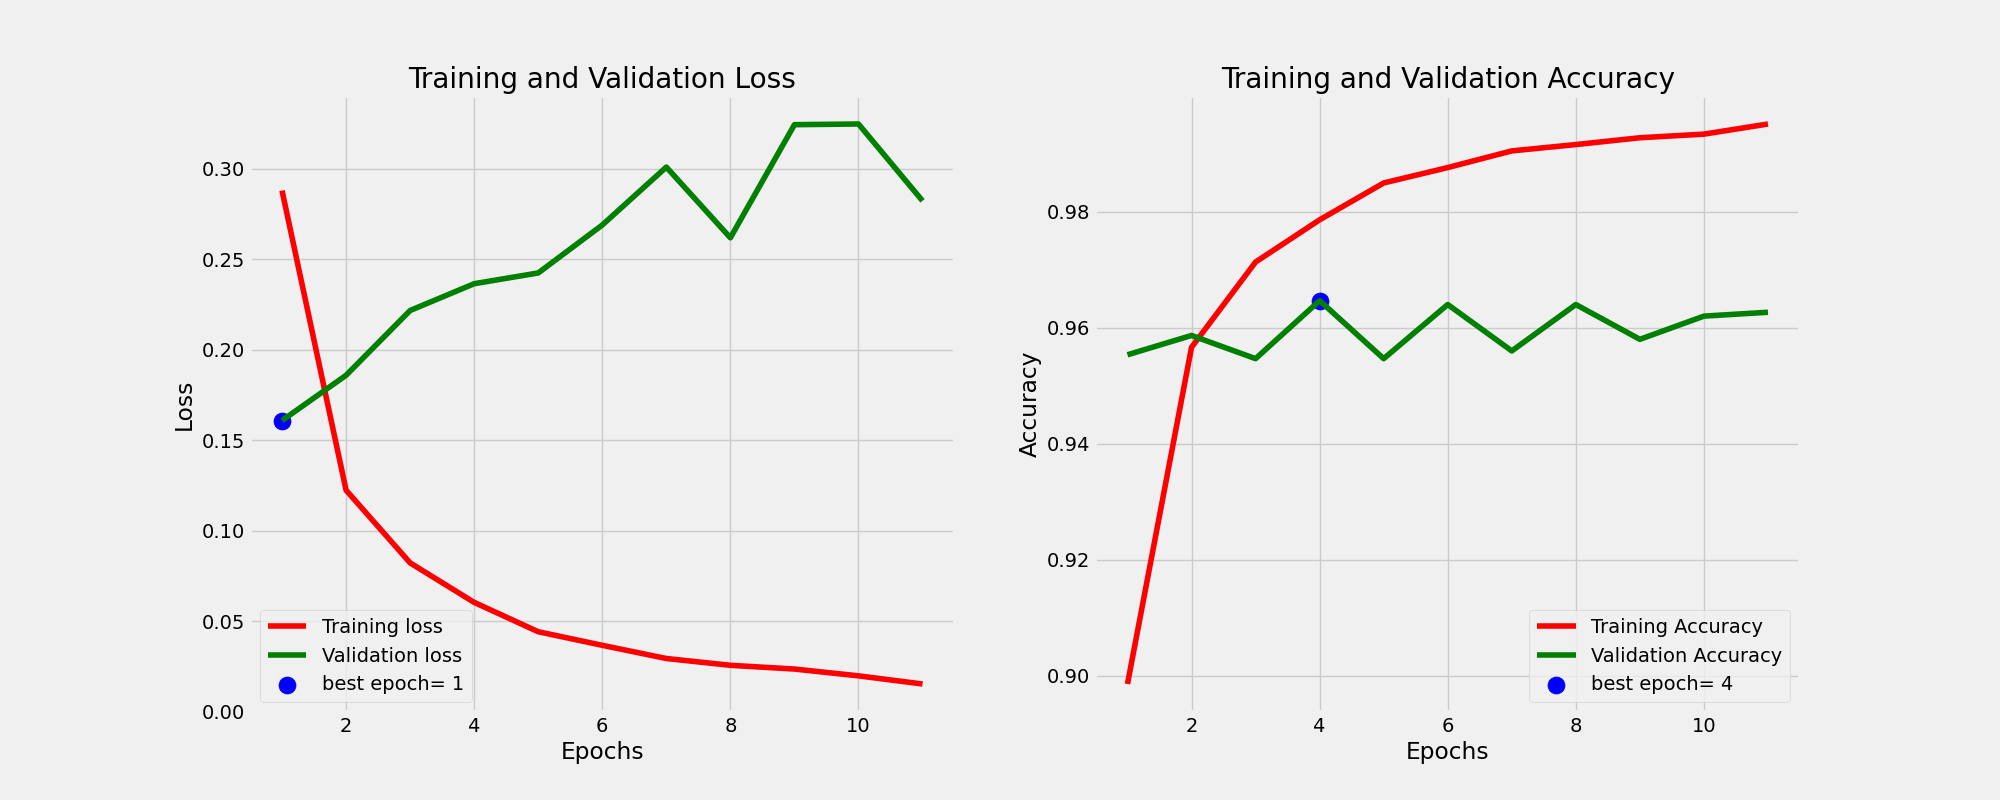 Training and Validation Loss
0.30
0.25
0.20
0.15
0.10
0.05
0.00
Loss
2 4 6 8 10
Epochs
Training loss
Validation loss
best epoch= 1
Training and Validation Accuracy
0.98
0.96
0.94
0.92
0.90
Accuracy
2 4 6 8 10
Epochs
Training Accuracy
Validation Accuracy
best epoch= 4